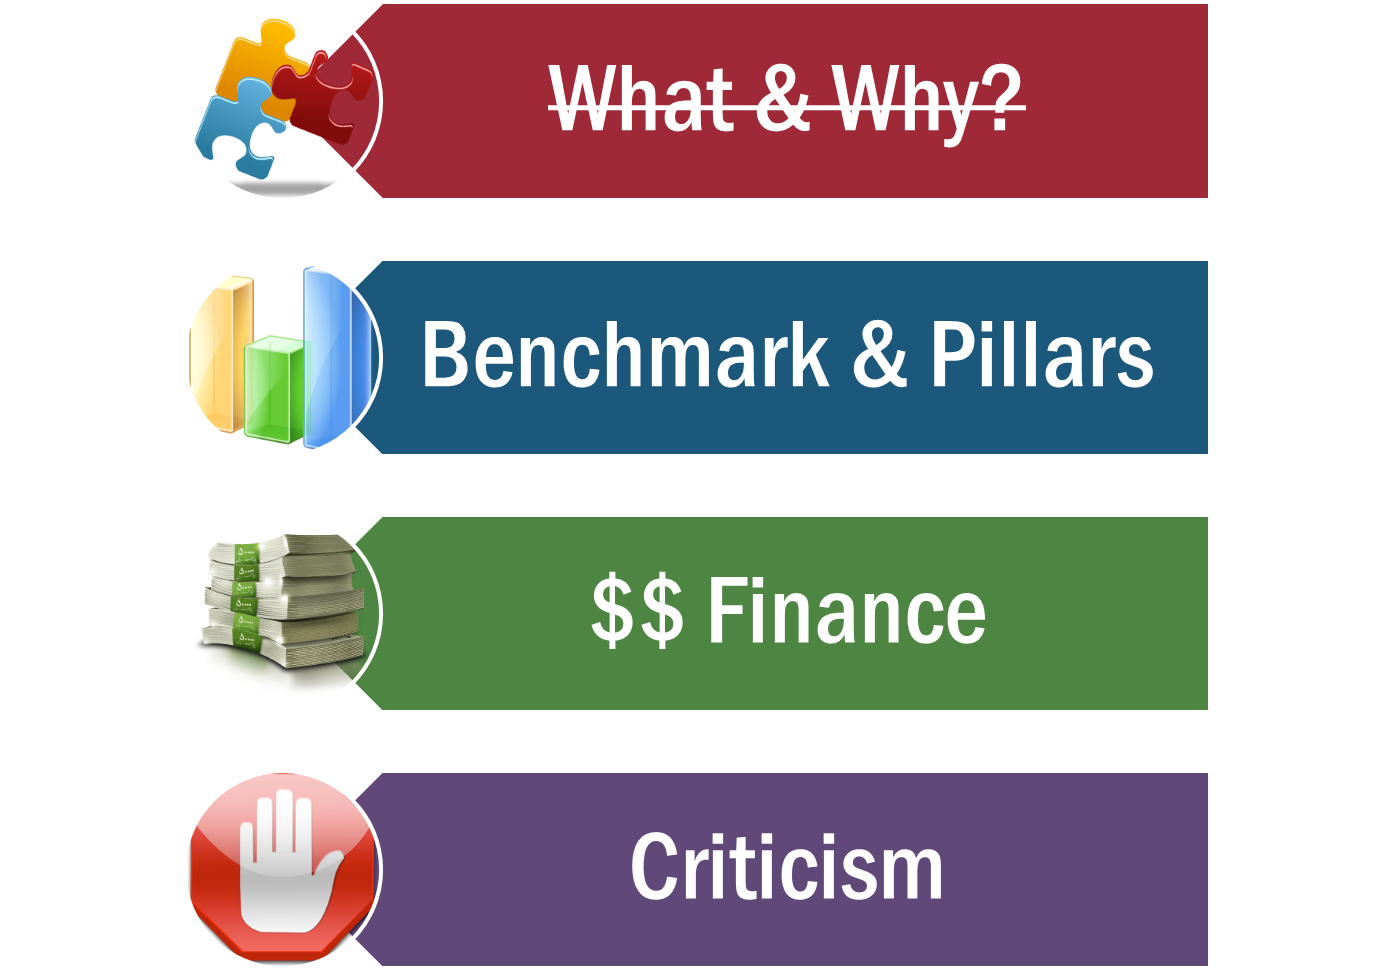 What & Why?
Benchmark & Pillars
$$ Finance
Criticism